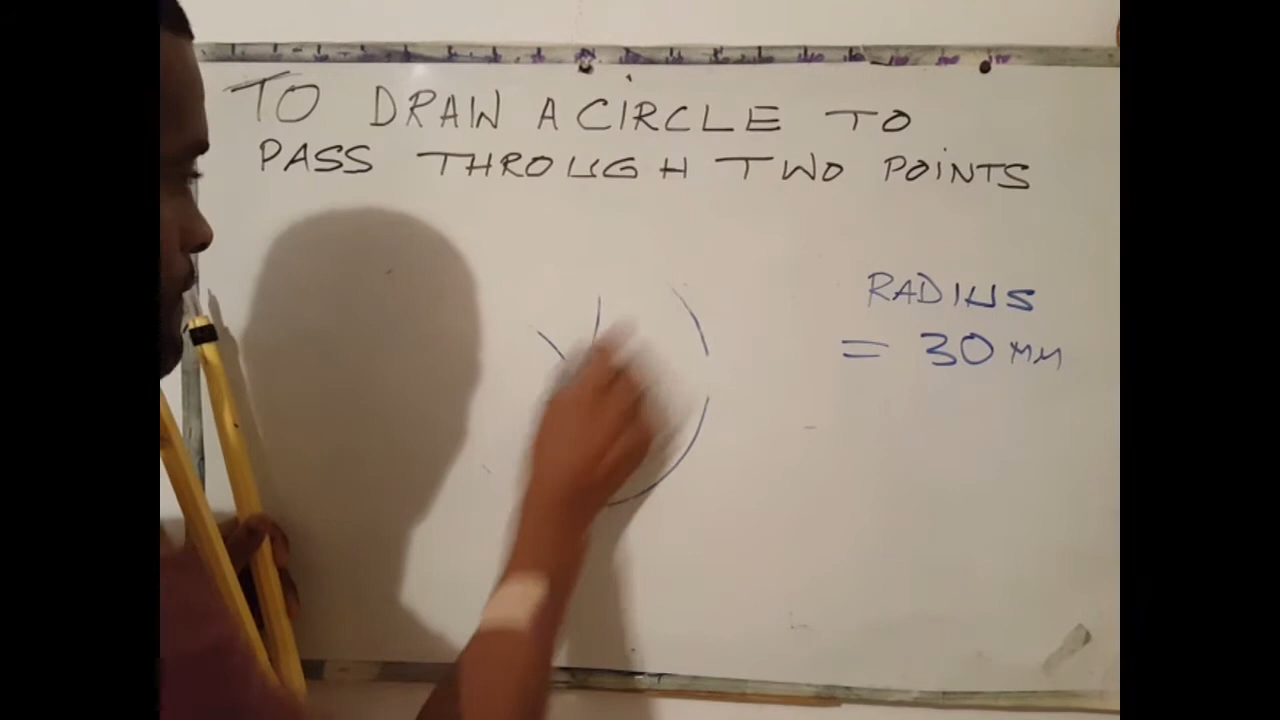 TO DRAW A CIRCLE TO
PASS THROUGH TWO POINTS
RADIUS
= 30 MM